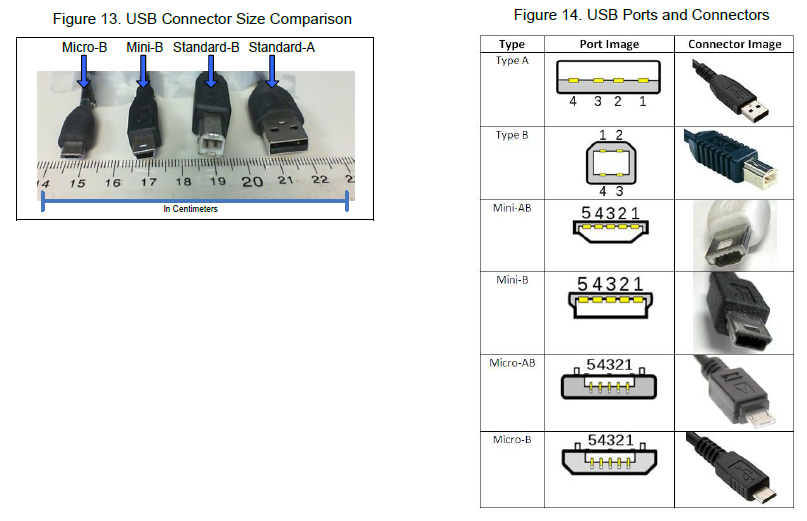 Figure 13. USB Connector Size Comparison
Micro-B Mini-B Standard-B Standard-A
14 15 16 17 18 19 20 21 22 2
In Centimeters
Figure 14. USB Ports and Connectors
Type Port Image Connector Image
Type A
4 3 2 1
Type B
1 2
4 3
Mini-AB
5 4 3 2 1
Mini-B
5 4 3 2 1
Micro-AB
54321
Micro-B
54321